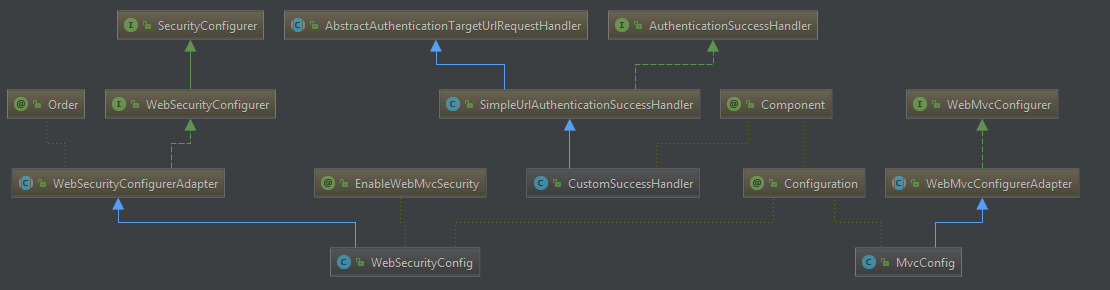 I SecurityConfigurer
C AbstractAuthenticationTargetUrlRequestHandler
I AuthenticationSuccessHandler
@ Order
I WebSecurityConfigurer
C SimpleUrlAuthenticationSuccessHandler
@ Component
I WebMvcConfigurer
C WebSecurityConfigurerAdapter
@ EnableWebMvcSecurity
C CustomSuccessHandler
@ Configuration
C WebMvcConfigurerAdapter
C WebSecurityConfig
C MvcConfig